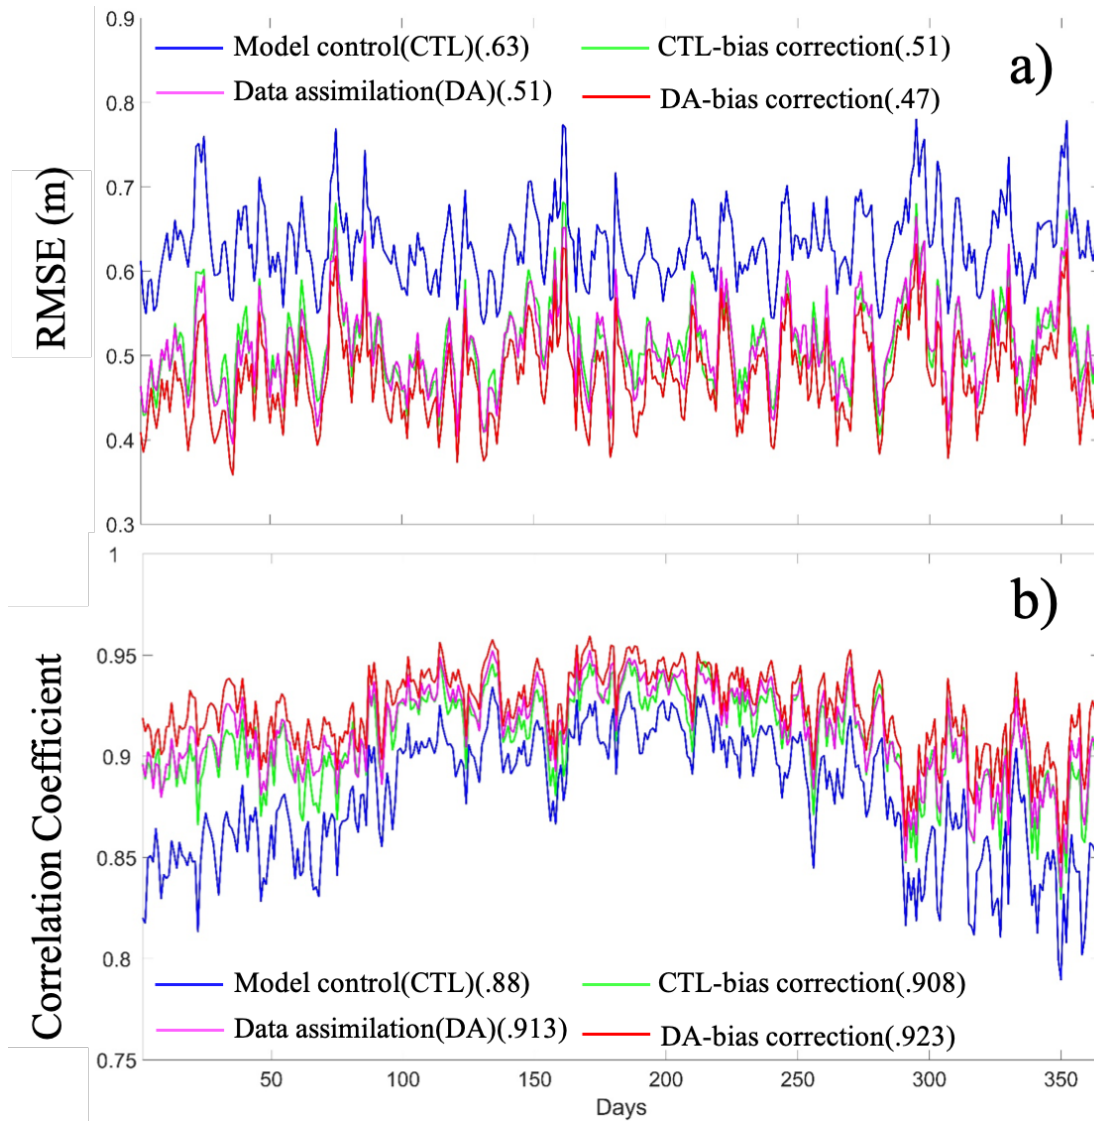 0.9
Model control(CTL)(.63)
CTL-bias correction(.51)
Data assimilation(DA)(.51)
DA-bias correction(.47)
a)
0.8
0.7
0.6
0.5
0.4
0.3
RMSE (m)
1
b)
0.95
0.9
0.85
0.8
0.75
Correlation Coefficient
Model control(CTL)(.88)
CTL-bias correction(.908)
Data assimilation(DA)(.913)
DA-bias correction(.923)
50 100 150 200 250 300 350
Days